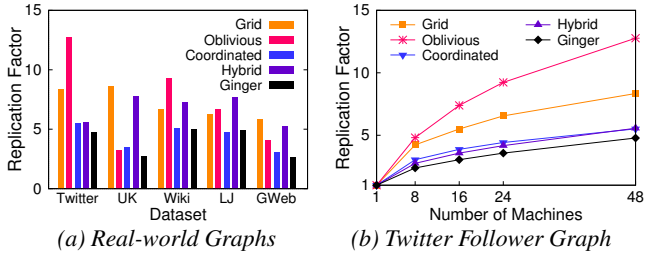 Replication Factor
15
10
5
0
Grid
Oblivious
Coordinated
Hybrid
Ginger
Twitter UK Wiki LJ GWeb
Dataset
(a) Real-world Graphs
Replication Factor
15
10
5
1
Grid
Oblivious
Coordinated
Hybrid
Ginger
1 8 16 24 48
Number of Machines
(b) Twitter Follower Graph